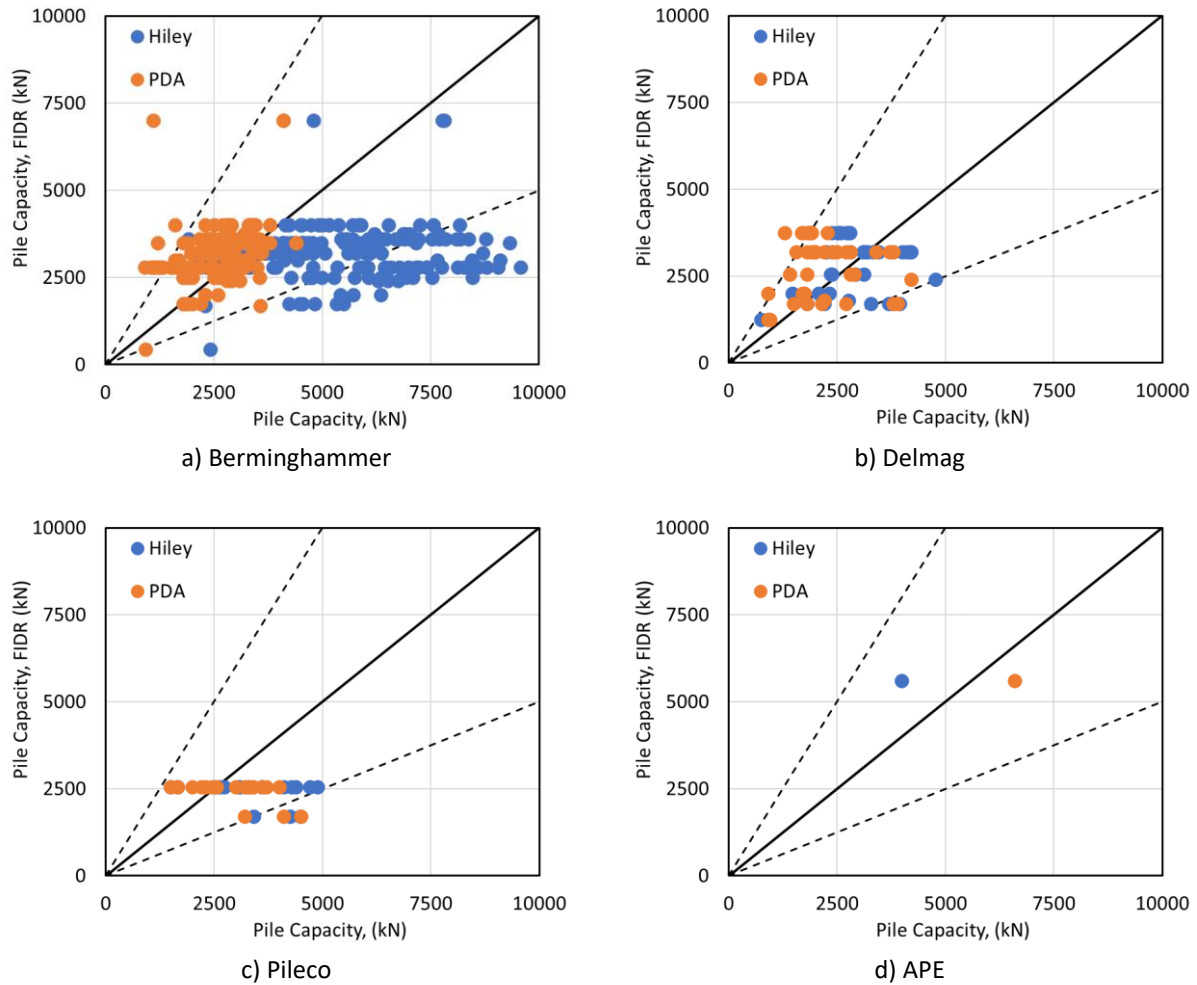 10000
7500
5000
2500
0
Pile Capacity, FIDR (kN)
Hiley
PDA
0 2500 5000 7500 10000
Pile Capacity, (kN)
a) Berminghammer
10000
7500
5000
2500
0
Pile Capacity, FIDR (kN)
Hiley
PDA
0 2500 5000 7500 10000
Pile Capacity, (kN)
b) Delmag
10000
7500
5000
2500
0
Pile Capacity, FIDR (kN)
Hiley
PDA
0 2500 5000 7500 10000
Pile Capacity, (kN)
c) Pileco
10000
7500
5000
2500
0
Pile Capacity, FIDR (kN)
Hiley
PDA
0 2500 5000 7500 10000
Pile Capacity, (kN)
d) APE